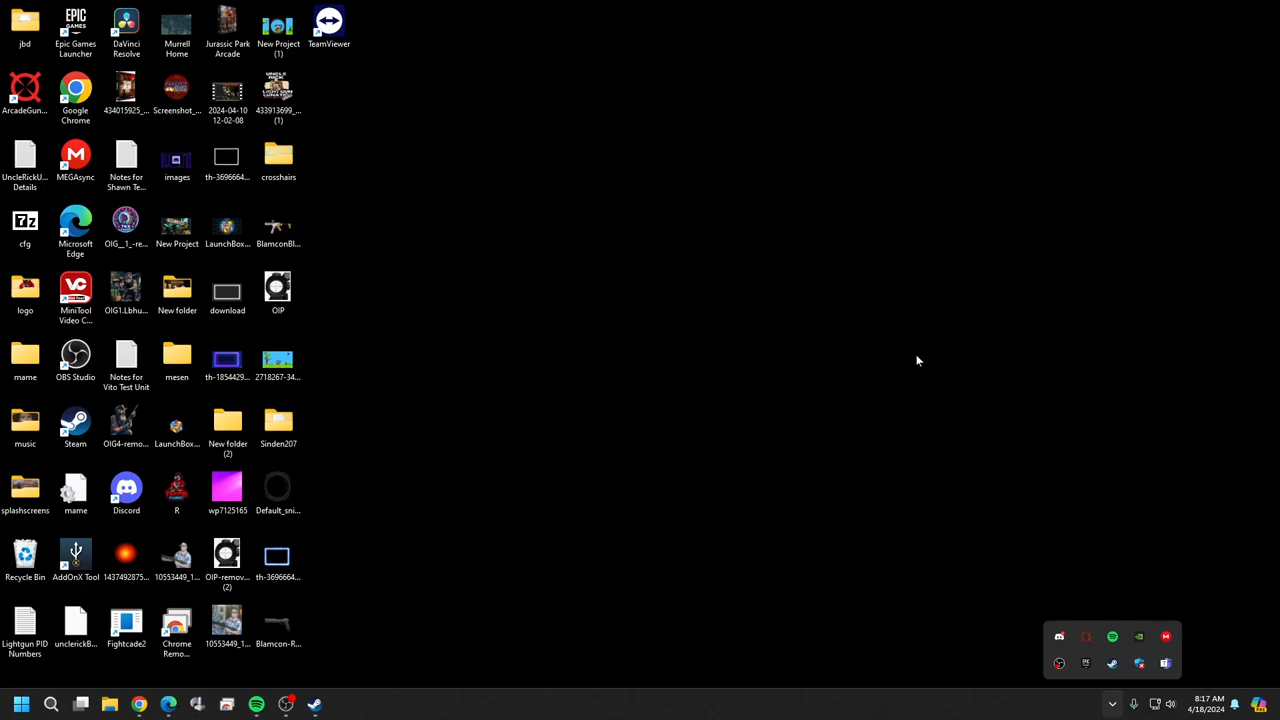 jbd
Epic Games
Launcher
DaVinci
Resolve
Murrell
Home
Jurassic Park
Arcade
New Project
(1)
TeamViewer
ArcadeGun...
Google
Chrome
434015925_...
Screenshot_...
2024-04-10
12-02-08
433913699_...
(1)
UncleRickU...
Details
MEGAsync
Notes for
Shawn Te...
images
th-3696664...
crosshairs
cfg
Microsoft
Edge
OIG__1_-re...
New Project
LaunchBox...
BlamconBl...
logo
MiniTool
Video C...
OIG1.Lbhu...
New folder
download
OIP
mame
OBS Studio
Notes for
Vito Test Unit
mesen
th-1854429...
2718267-34...
music
Steam
OIG4-remo...
LaunchBox...
New folder
(2)
Sinden207
splashscreens
mame
Discord
R
wp7125165
Default_sni...
Recycle Bin
AddOnX Tool
1437492875...
10553449_1...
OIP-remov...
(2)
th-3696664...
Lightgun PID
Numbers
unclerickB...
Fightcade2
Chrome
Remo...
10553449_1...
Blamcon-R...
8:17 AM
4/18/2024